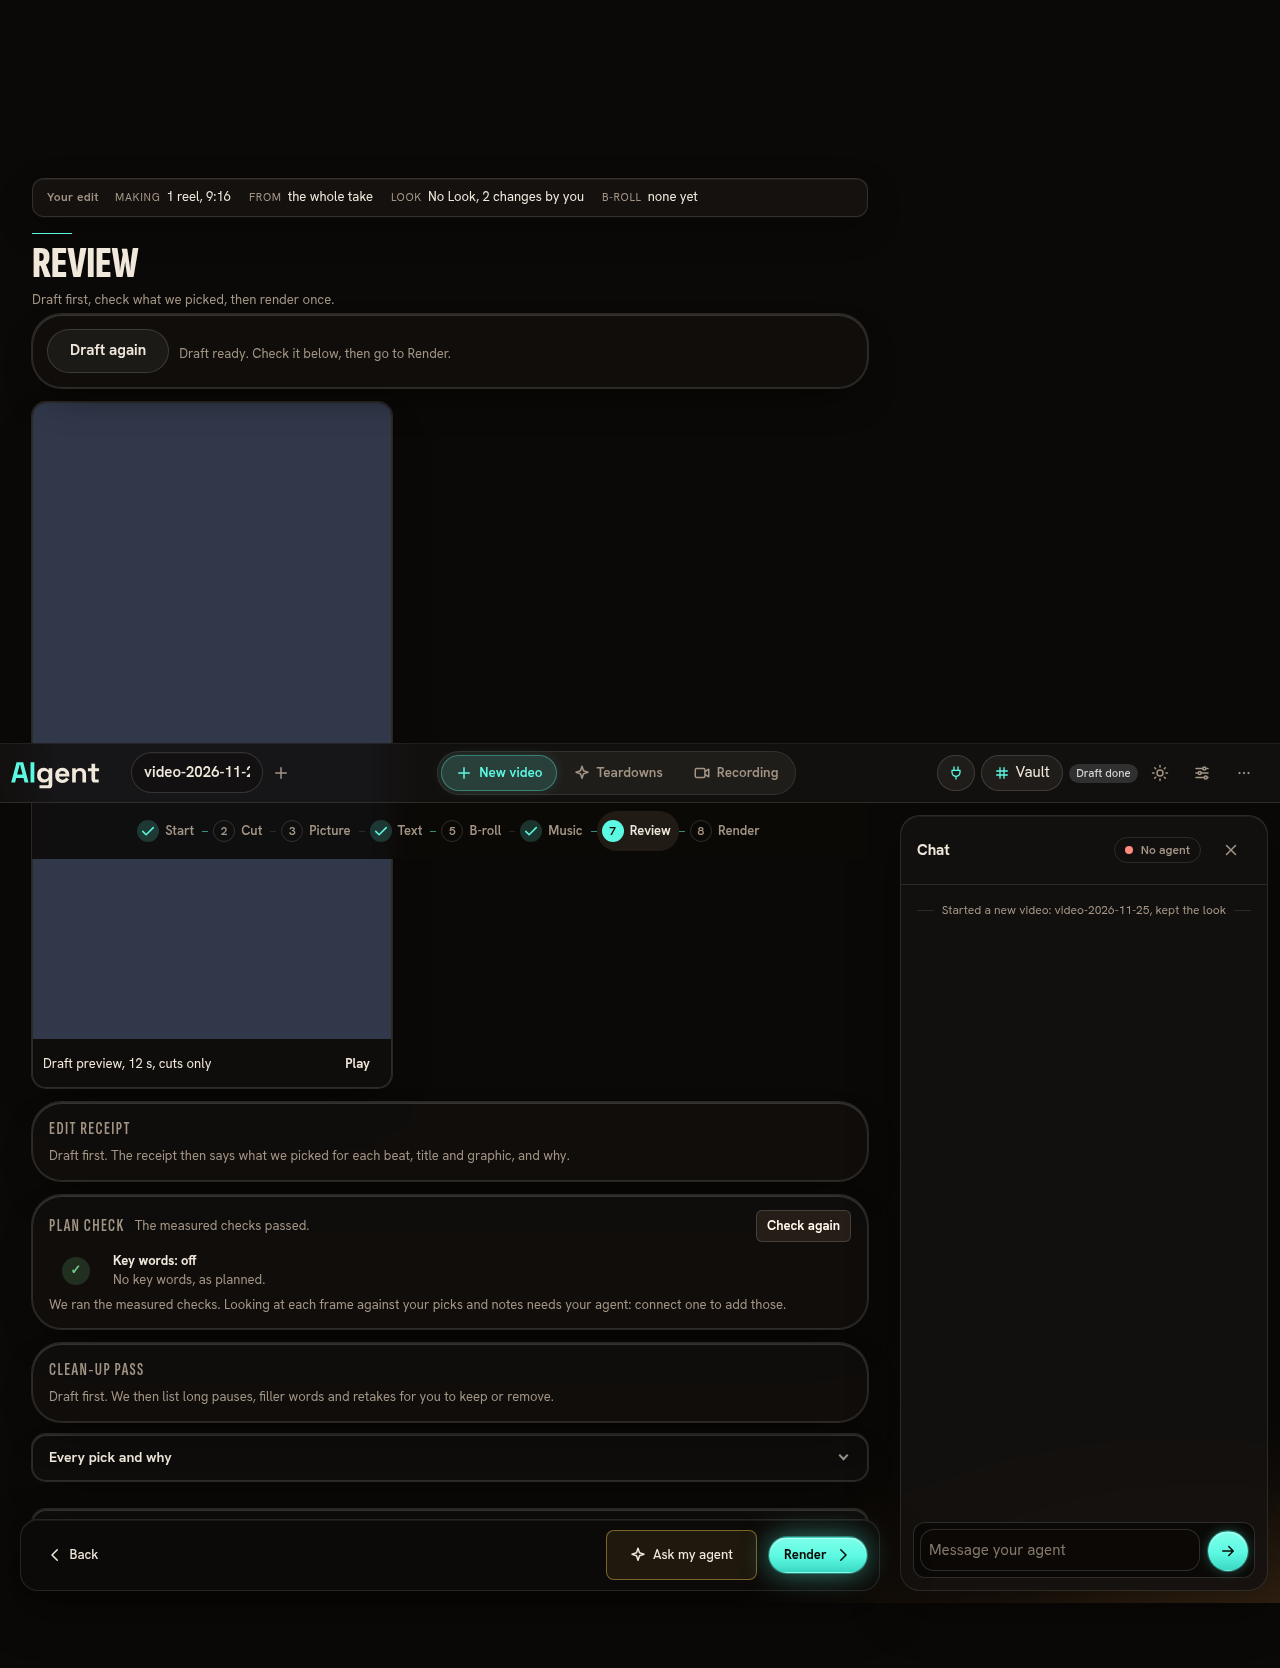 Your edit MAKING 1 reel, 9:16 FROM the whole take LOOK No Look, 2 changes by you B-ROLL none yet
REVIEW
Draft first, check what we picked, then render once.
Draft again Draft ready. Check it below, then go to Render.
AIgent video-2026-11-2 New video Teardowns Recording Vault Draft done
Start 2 Cut 3 Picture Text 5 B-roll Music 7 Review 8 Render
Chat No agent
Started a new video: video-2026-11-25, kept the look
Draft preview, 12 s, cuts only Play
EDIT RECEIPT
Draft first. The receipt then says what we picked for each beat, title and graphic, and why.
PLAN CHECK The measured checks passed. Check again
Key words: off
No key words, as planned.
We ran the measured checks. Looking at each frame against your picks and notes needs your agent: connect one to add those.
CLEAN-UP PASS
Draft first. We then list long pauses, filler words and retakes for you to keep or remove.
Every pick and why
Back Ask my agent Render
Message your agent